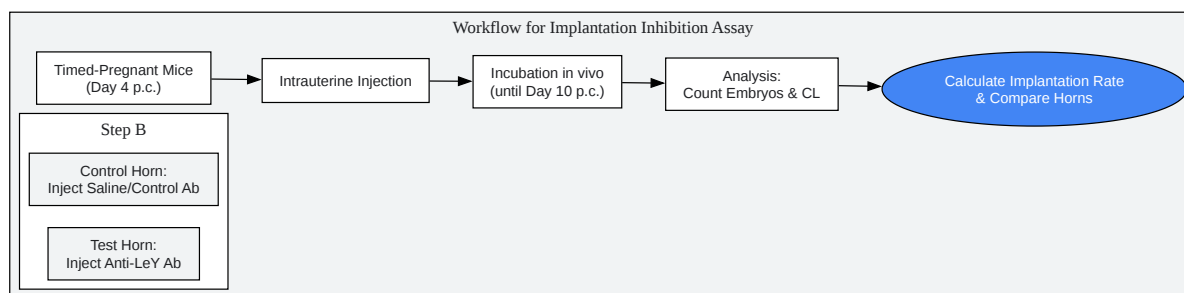 Workflow for Implantation Inhibition Assay
Timed-Pregnant Mice
(Day 4 p.c.)
Intrauterine Injection
Incubation in vivo
(until Day 10 p.c.)
Analysis:
Count Embryos & CL
Calculate Implantation Rate
& Compare Horns
Step B
Control Horn:
Inject Saline/Control Ab
Test Horn:
Inject Anti-LeY Ab